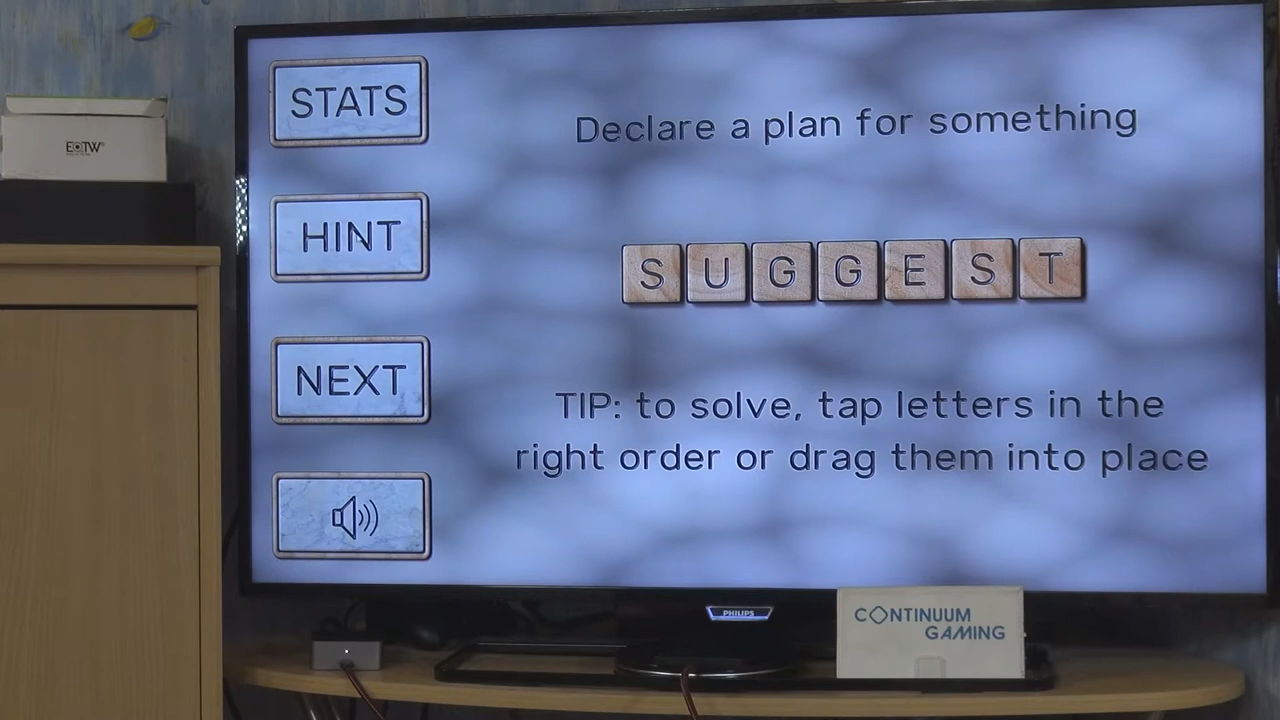 STATS
Declare a plan for something
EOTW
HINT
SUGGEST
NEXT
TIP: to solve, tap letters in the
right order or drag them into place
PHILIPS
CONTINUUM
GAMING